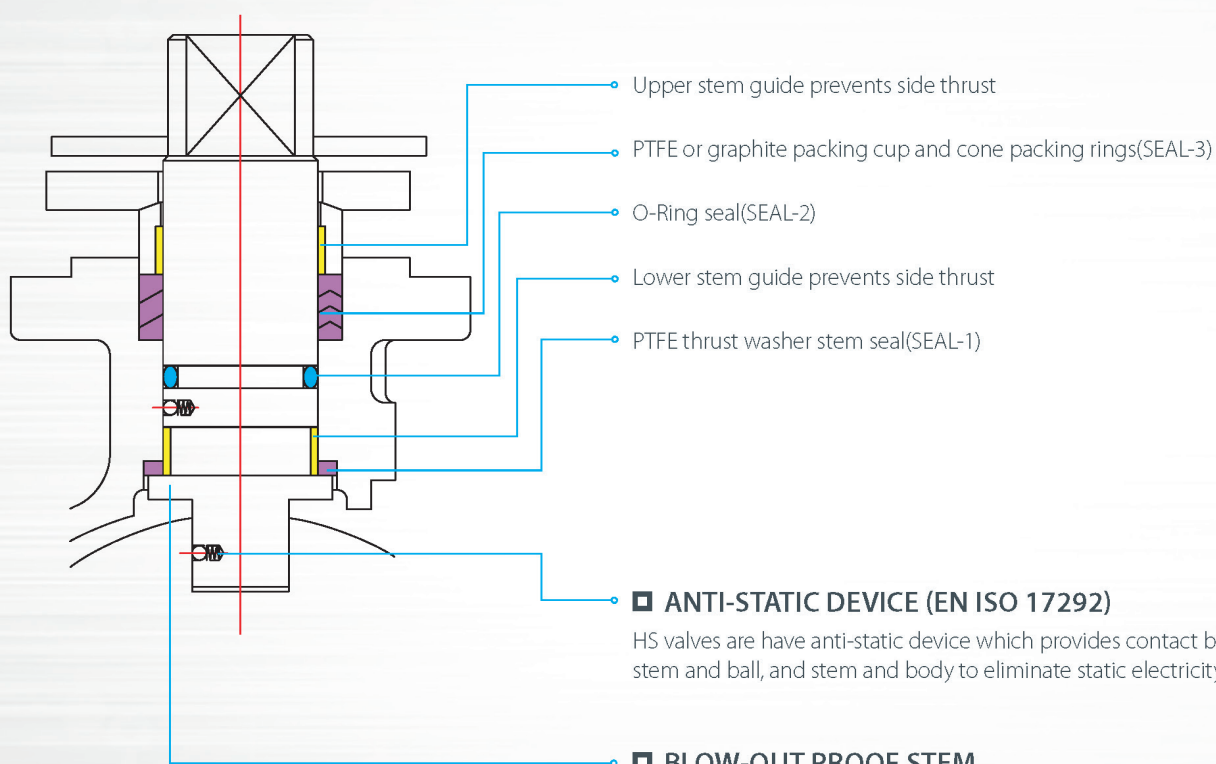 Upper stem guide prevents side thrust
PTFE or graphite packing cup and cone packing rings(SEAL-3)
O-Ring seal(SEAL-2)
Lower stem guide prevents side thrust
PTFE thrust washer stem seal(SEAL-1)
ANTI-STATIC DEVICE (EN ISO 17292)
HS valves are have anti-static device which provides contact b
stem and ball, and stem and body to eliminate static electricity
BLOW-OUT PROOF STEM